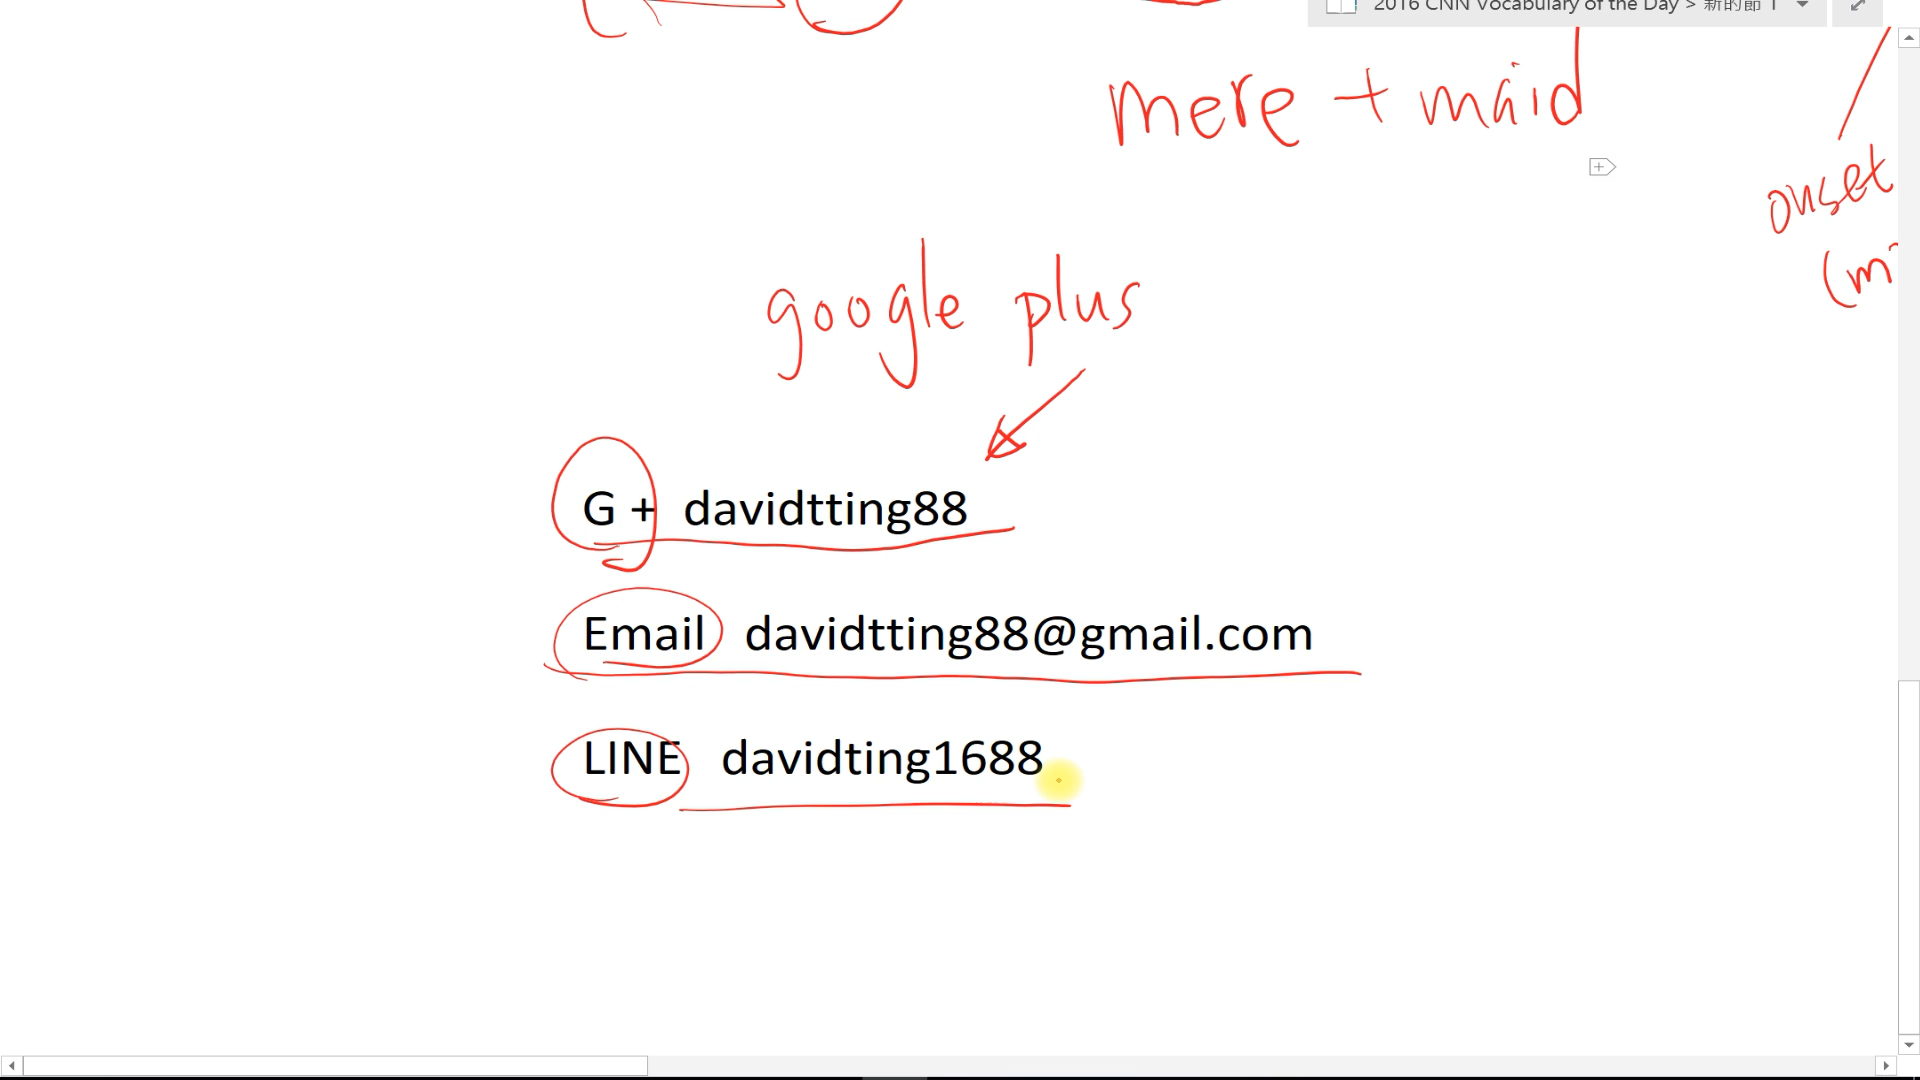 2016 CNN Vocabulary of the Day > 新的節 1
mere + maid
onset
(m
google plus
G + davidtting88
Email davidtting88@gmail.com
LINE davidting1688